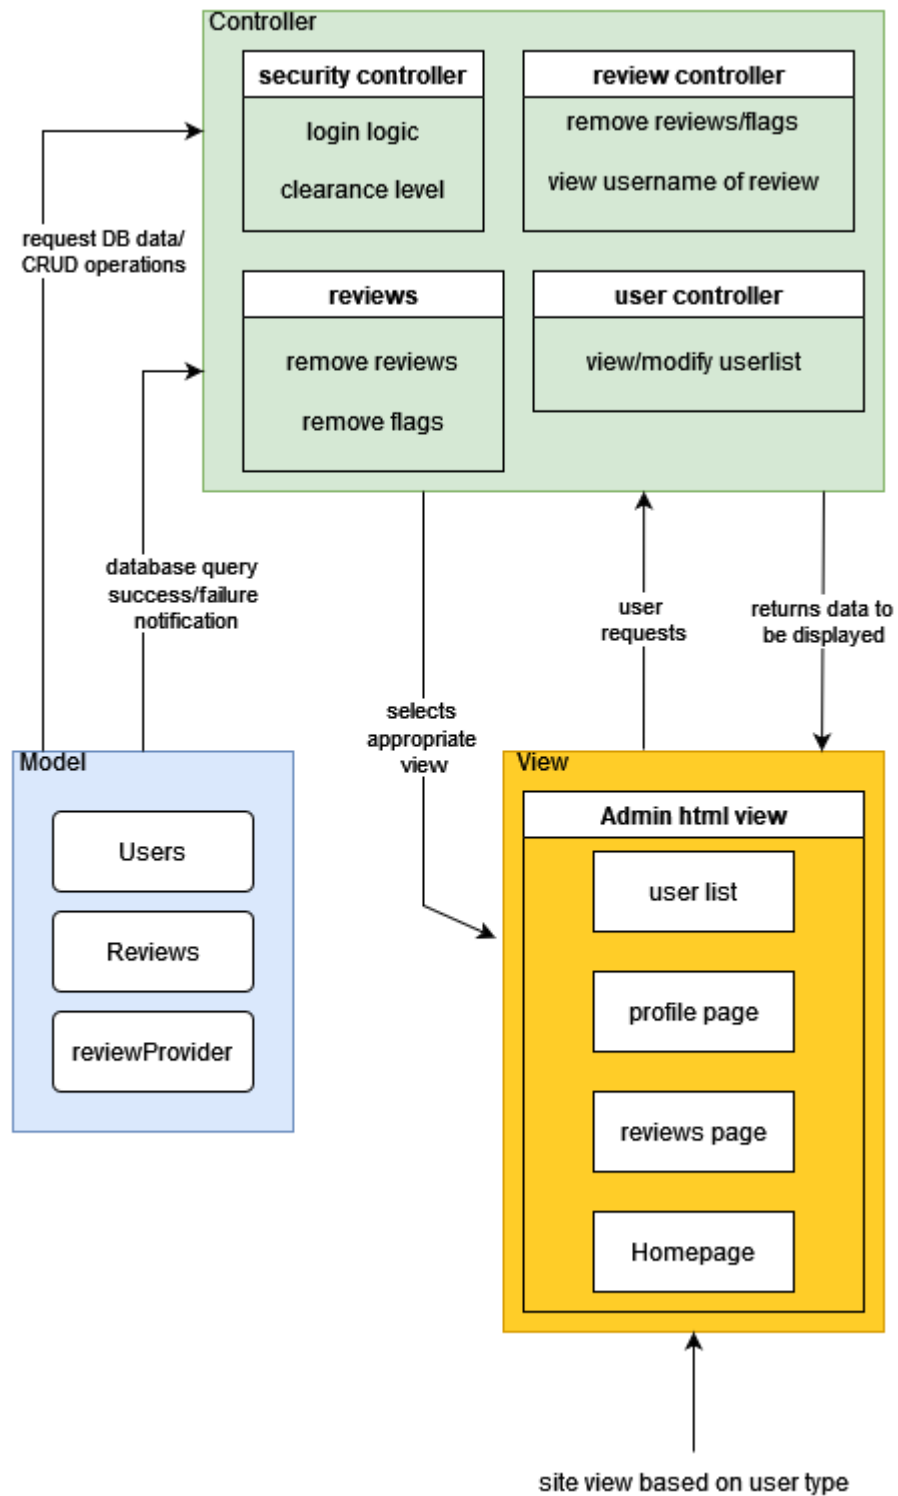 Controller
security controller
login logic
clearance level
review controller
remove reviews/flags
view username of review
request DB data/
CRUD operations
reviews
remove reviews
remove flags
user controller
view/modify userlist
database query
success/failure
notification
user
requests
returns data to
be displayed
selects
appropriate
view
Model
Users
Reviews
reviewProvider
View
Admin html view
user list
profile page
reviews page
Homepage
site view based on user type